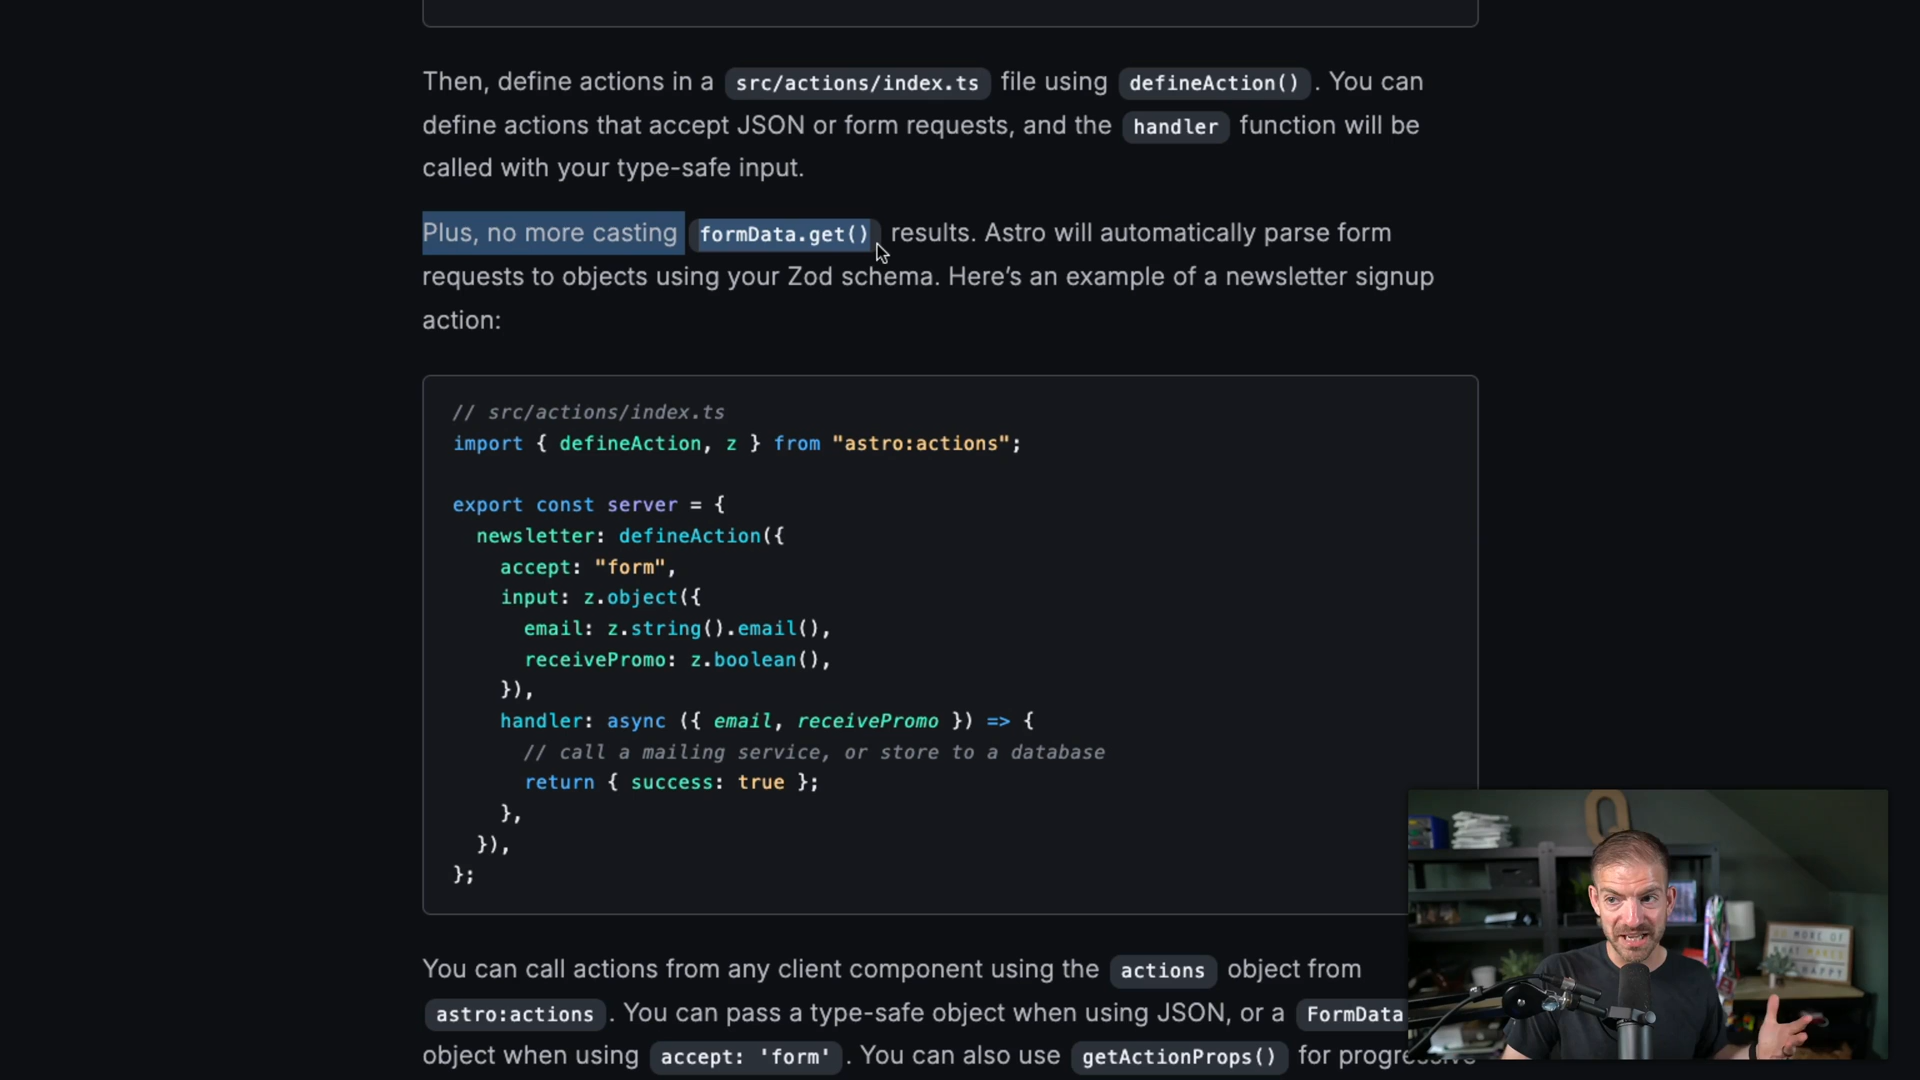 Then, define actions in a src/actions/index.ts file using defineAction() . You can
define actions that accept JSON or form requests, and the handler function will be
called with your type-safe input.
Plus, no more casting formData.get() results. Astro will automatically parse form
requests to objects using your Zod schema. Here’s an example of a newsletter signup
action:
// src/actions/index.ts
import { defineAction, z } from "astro:actions";
export const server = {
newsletter: defineAction({
accept: "form",
input: z.object({
email: z.string().email(),
receivePromo: z.boolean(),
}),
handler: async ({ email, receivePromo }) => {
// call a mailing service, or store to a database
return { success: true };
},
}),
};
You can call actions from any client component using the actions object from
astro:actions . You can pass a type-safe object when using JSON, or a FormData
object when using accept: 'form' . You can also use getActionProps() for progressive
DO MORE OF
WHAT MAKES
HAPPY